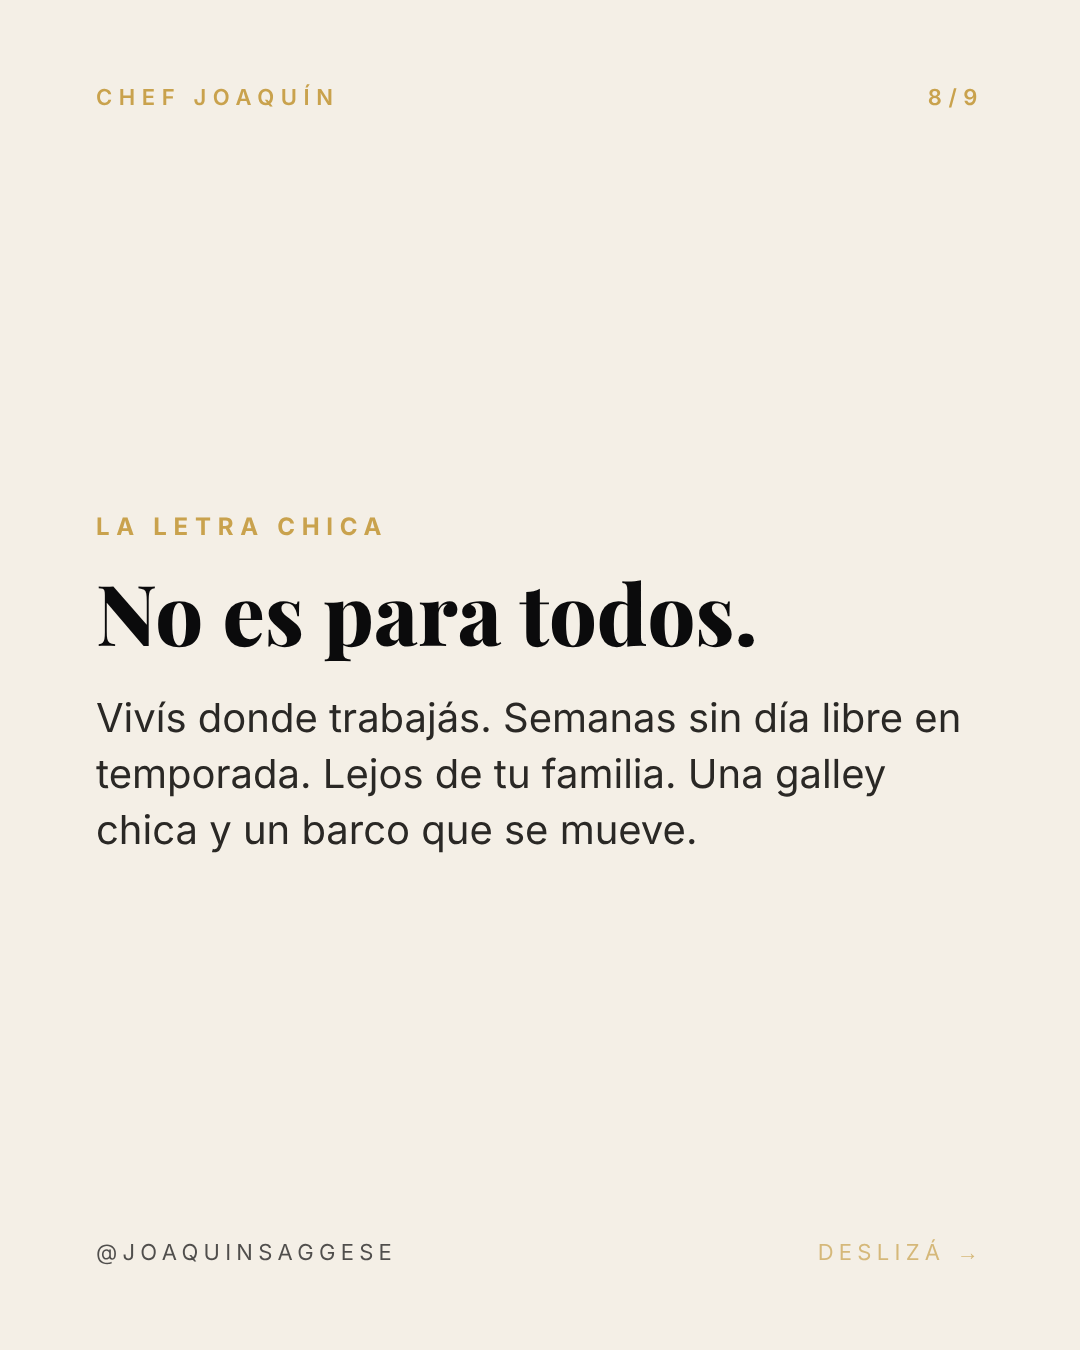 CHEF JOAQUÍN
8/9
LA LETRA CHICA
No es para todos.
Vivís donde trabajás. Semanas sin día libre en
temporada. Lejos de tu familia. Una galley
chica y un barco que se mueve.
@JOAQUINSAGGESE
DESLIZÁ →